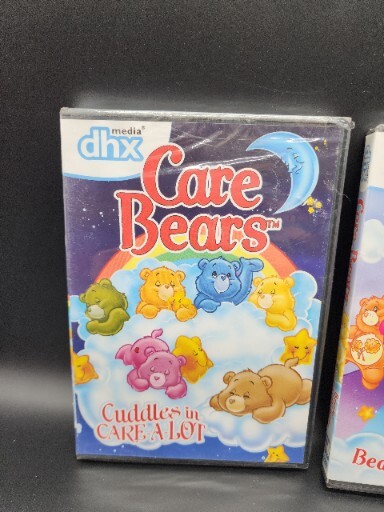 media®
dhx
Care
Bears™
Cuddles in
CARE-A-LOT
Bea